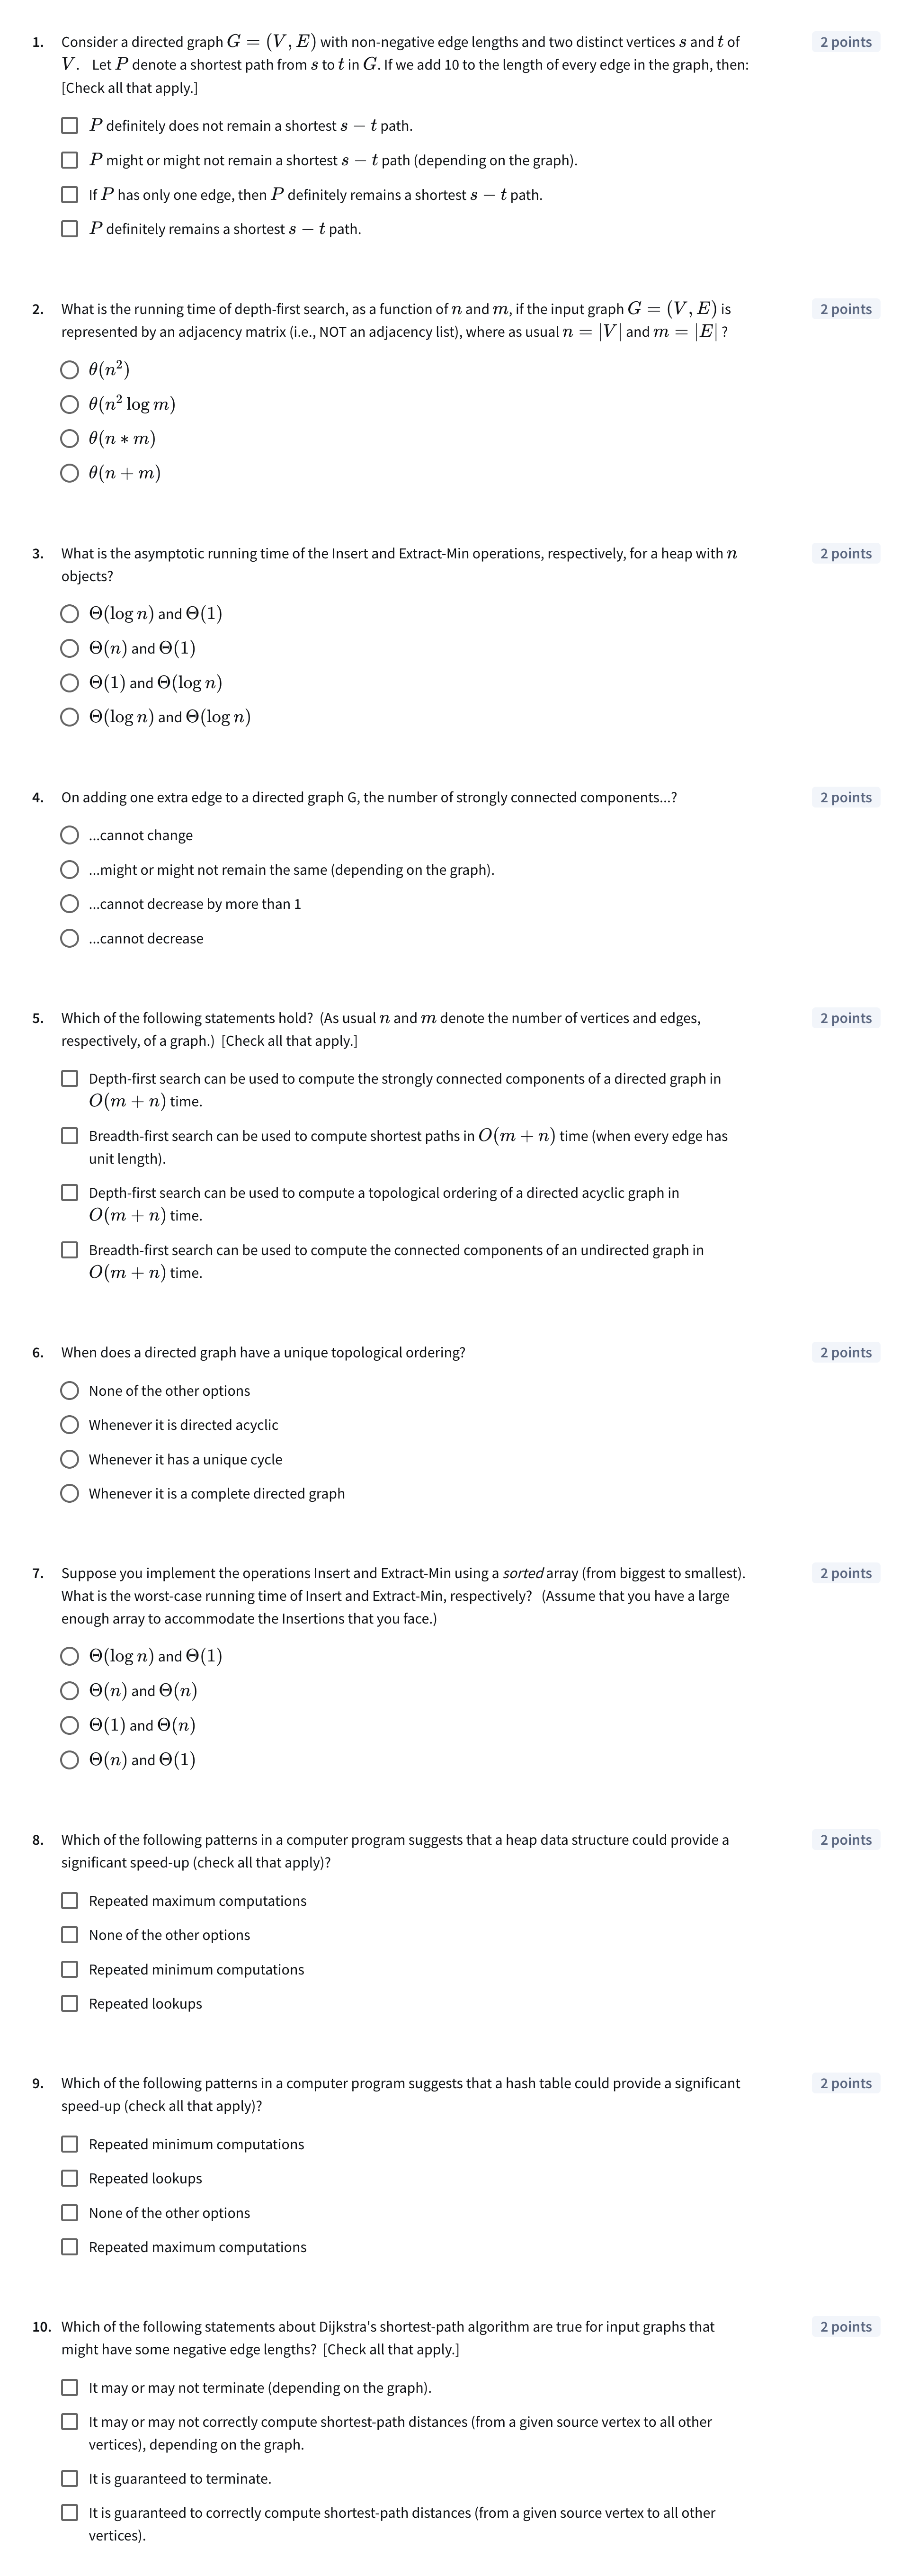 1. Consider a directed graph G = (V, E) with non-negative edge lengths and two distinct vertices s and t of 2 points
V. Let P denote a shortest path from s to t in G. If we add 10 to the length of every edge in the graph, then:
[Check all that apply.]
P definitely does not remain a shortest s − t path.
P might or might not remain a shortest s − t path (depending on the graph).
If P has only one edge, then P definitely remains a shortest s − t path.
P definitely remains a shortest s − t path.
2. What is the running time of depth-first search, as a function of n and m, if the input graph G = (V, E) is 2 points
represented by an adjacency matrix (i.e., NOT an adjacency list), where as usual n = |V| and m = |E| ?
θ(n²)
θ(n² log m)
θ(n ∗ m)
θ(n + m)
3. What is the asymptotic running time of the Insert and Extract-Min operations, respectively, for a heap with n 2 points
objects?
Θ(log n) and Θ(1)
Θ(n) and Θ(1)
Θ(1) and Θ(log n)
Θ(log n) and Θ(log n)
4. On adding one extra edge to a directed graph G, the number of strongly connected components...? 2 points
...cannot change
...might or might not remain the same (depending on the graph).
...cannot decrease by more than 1
...cannot decrease
5. Which of the following statements hold? (As usual n and m denote the number of vertices and edges, 2 points
respectively, of a graph.) [Check all that apply.]
Depth-first search can be used to compute the strongly connected components of a directed graph in
O(m + n) time.
Breadth-first search can be used to compute shortest paths in O(m + n) time (when every edge has
unit length).
Depth-first search can be used to compute a topological ordering of a directed acyclic graph in
O(m + n) time.
Breadth-first search can be used to compute the connected components of an undirected graph in
O(m + n) time.
6. When does a directed graph have a unique topological ordering? 2 points
None of the other options
Whenever it is directed acyclic
Whenever it has a unique cycle
Whenever it is a complete directed graph
7. Suppose you implement the operations Insert and Extract-Min using a sorted array (from biggest to smallest). 2 points
What is the worst-case running time of Insert and Extract-Min, respectively? (Assume that you have a large
enough array to accommodate the Insertions that you face.)
Θ(log n) and Θ(1)
Θ(n) and Θ(n)
Θ(1) and Θ(n)
Θ(n) and Θ(1)
8. Which of the following patterns in a computer program suggests that a heap data structure could provide a 2 points
significant speed-up (check all that apply)?
Repeated maximum computations
None of the other options
Repeated minimum computations
Repeated lookups
9. Which of the following patterns in a computer program suggests that a hash table could provide a significant 2 points
speed-up (check all that apply)?
Repeated minimum computations
Repeated lookups
None of the other options
Repeated maximum computations
10. Which of the following statements about Dijkstra's shortest-path algorithm are true for input graphs that 2 points
might have some negative edge lengths? [Check all that apply.]
It may or may not terminate (depending on the graph).
It may or may not correctly compute shortest-path distances (from a given source vertex to all other
vertices), depending on the graph.
It is guaranteed to terminate.
It is guaranteed to correctly compute shortest-path distances (from a given source vertex to all other
vertices).